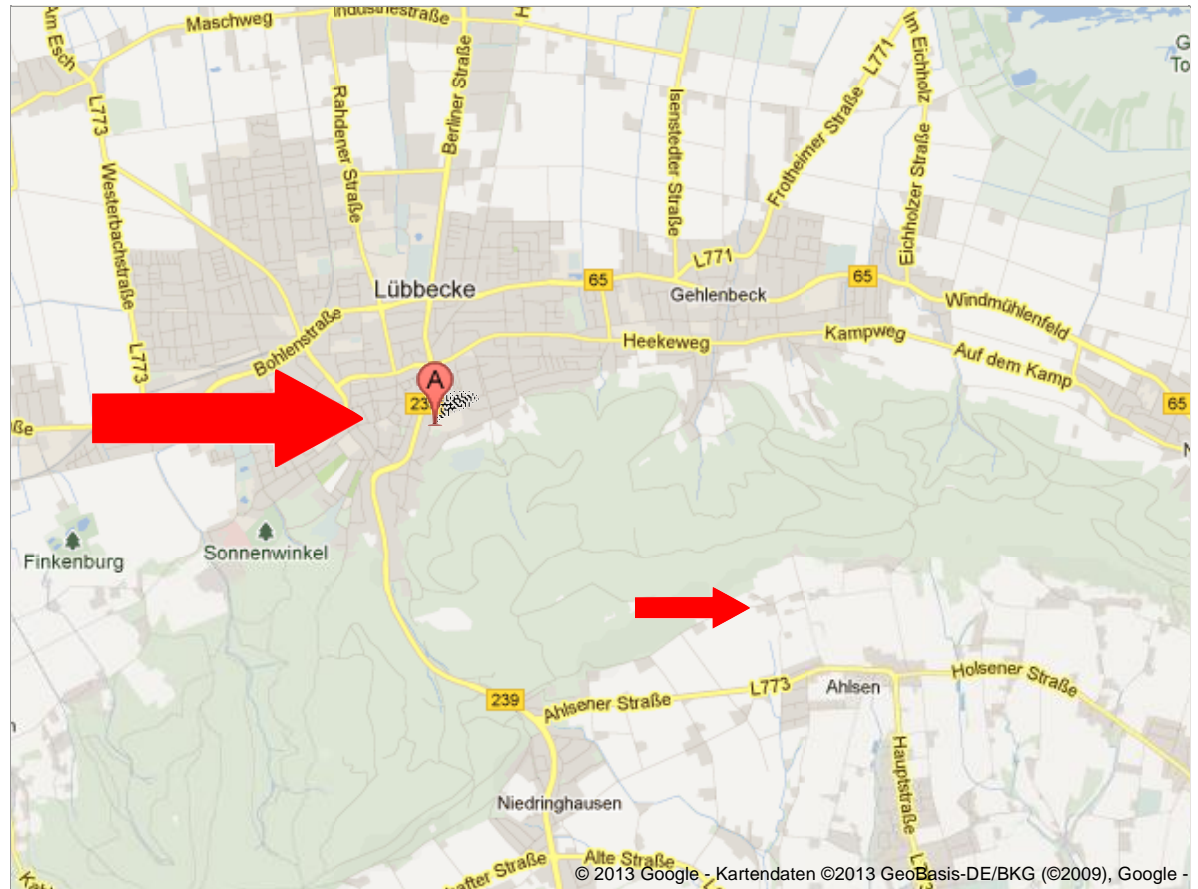 Am Esch
Maschweg
Industriestraße
H
Im Eichholz
G
To
L773
Rahdener Straße
Berliner Straße
Isenstedter Straße
Frotheimer Straße
L771
Eichholzer Straße
Westerbachstraße
L771
65
65
Lübbecke
Gehlenbeck
Windmühlenfeld
Bohlenstraße
Heekeweg
Kampweg
L773
Auf dem Kamp
A
239
65
ße
N
Finkenburg
Sonnenwinkel
239
Ahlsener Straße
L773
Ahlsen
Holsener Straße
Hauptstraße
Niedringhausen
after Straße
Alte Straße
© 2013 Google - Kartendaten ©2013 GeoBasis-DE/BKG (©2009), Google -